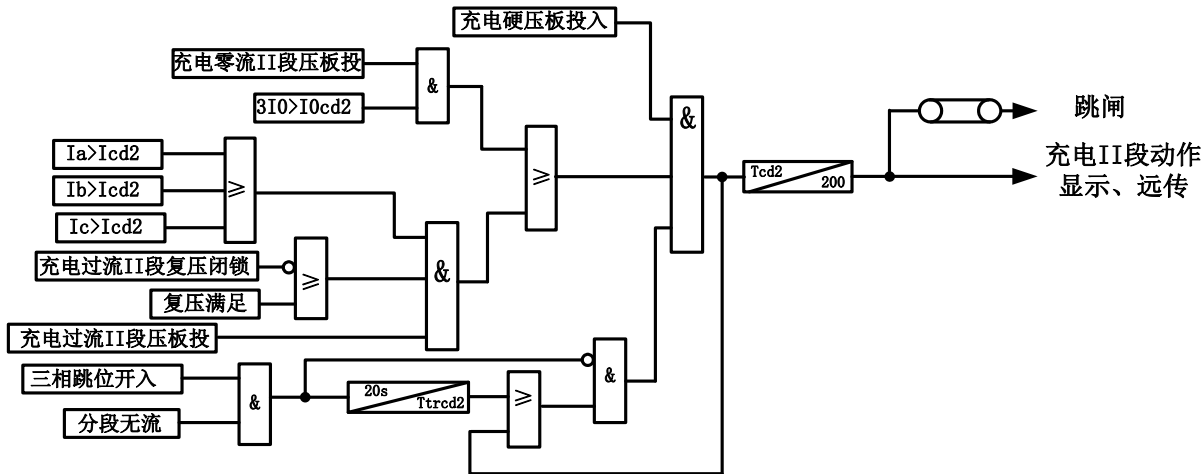 充电硬压板投入
充电零流II段压板投
&
3I0>I0cd2
&
跳闸
Ia>Icd2
充电II段动作
显示、远传
Ib>Icd2
≥
≥
Tcd2
200
Ic>Icd2
充电过流II段复压闭锁
≥
&
复压满足
充电过流II段压板投
三相跳位开入
&
20s
Ttrcd2
≥
&
分段无流